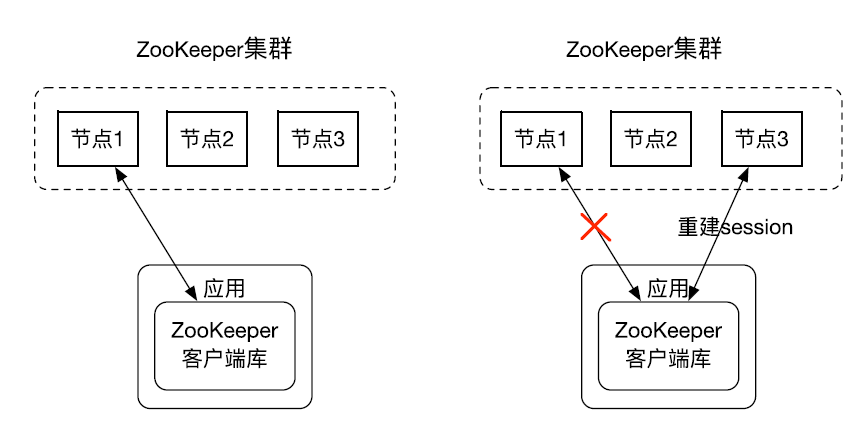 ZooKeeper集群
节点1
节点2
节点3
应用
ZooKeeper
客户端库
ZooKeeper集群
节点1
节点2
节点3
重建session
应用
ZooKeeper
客户端库